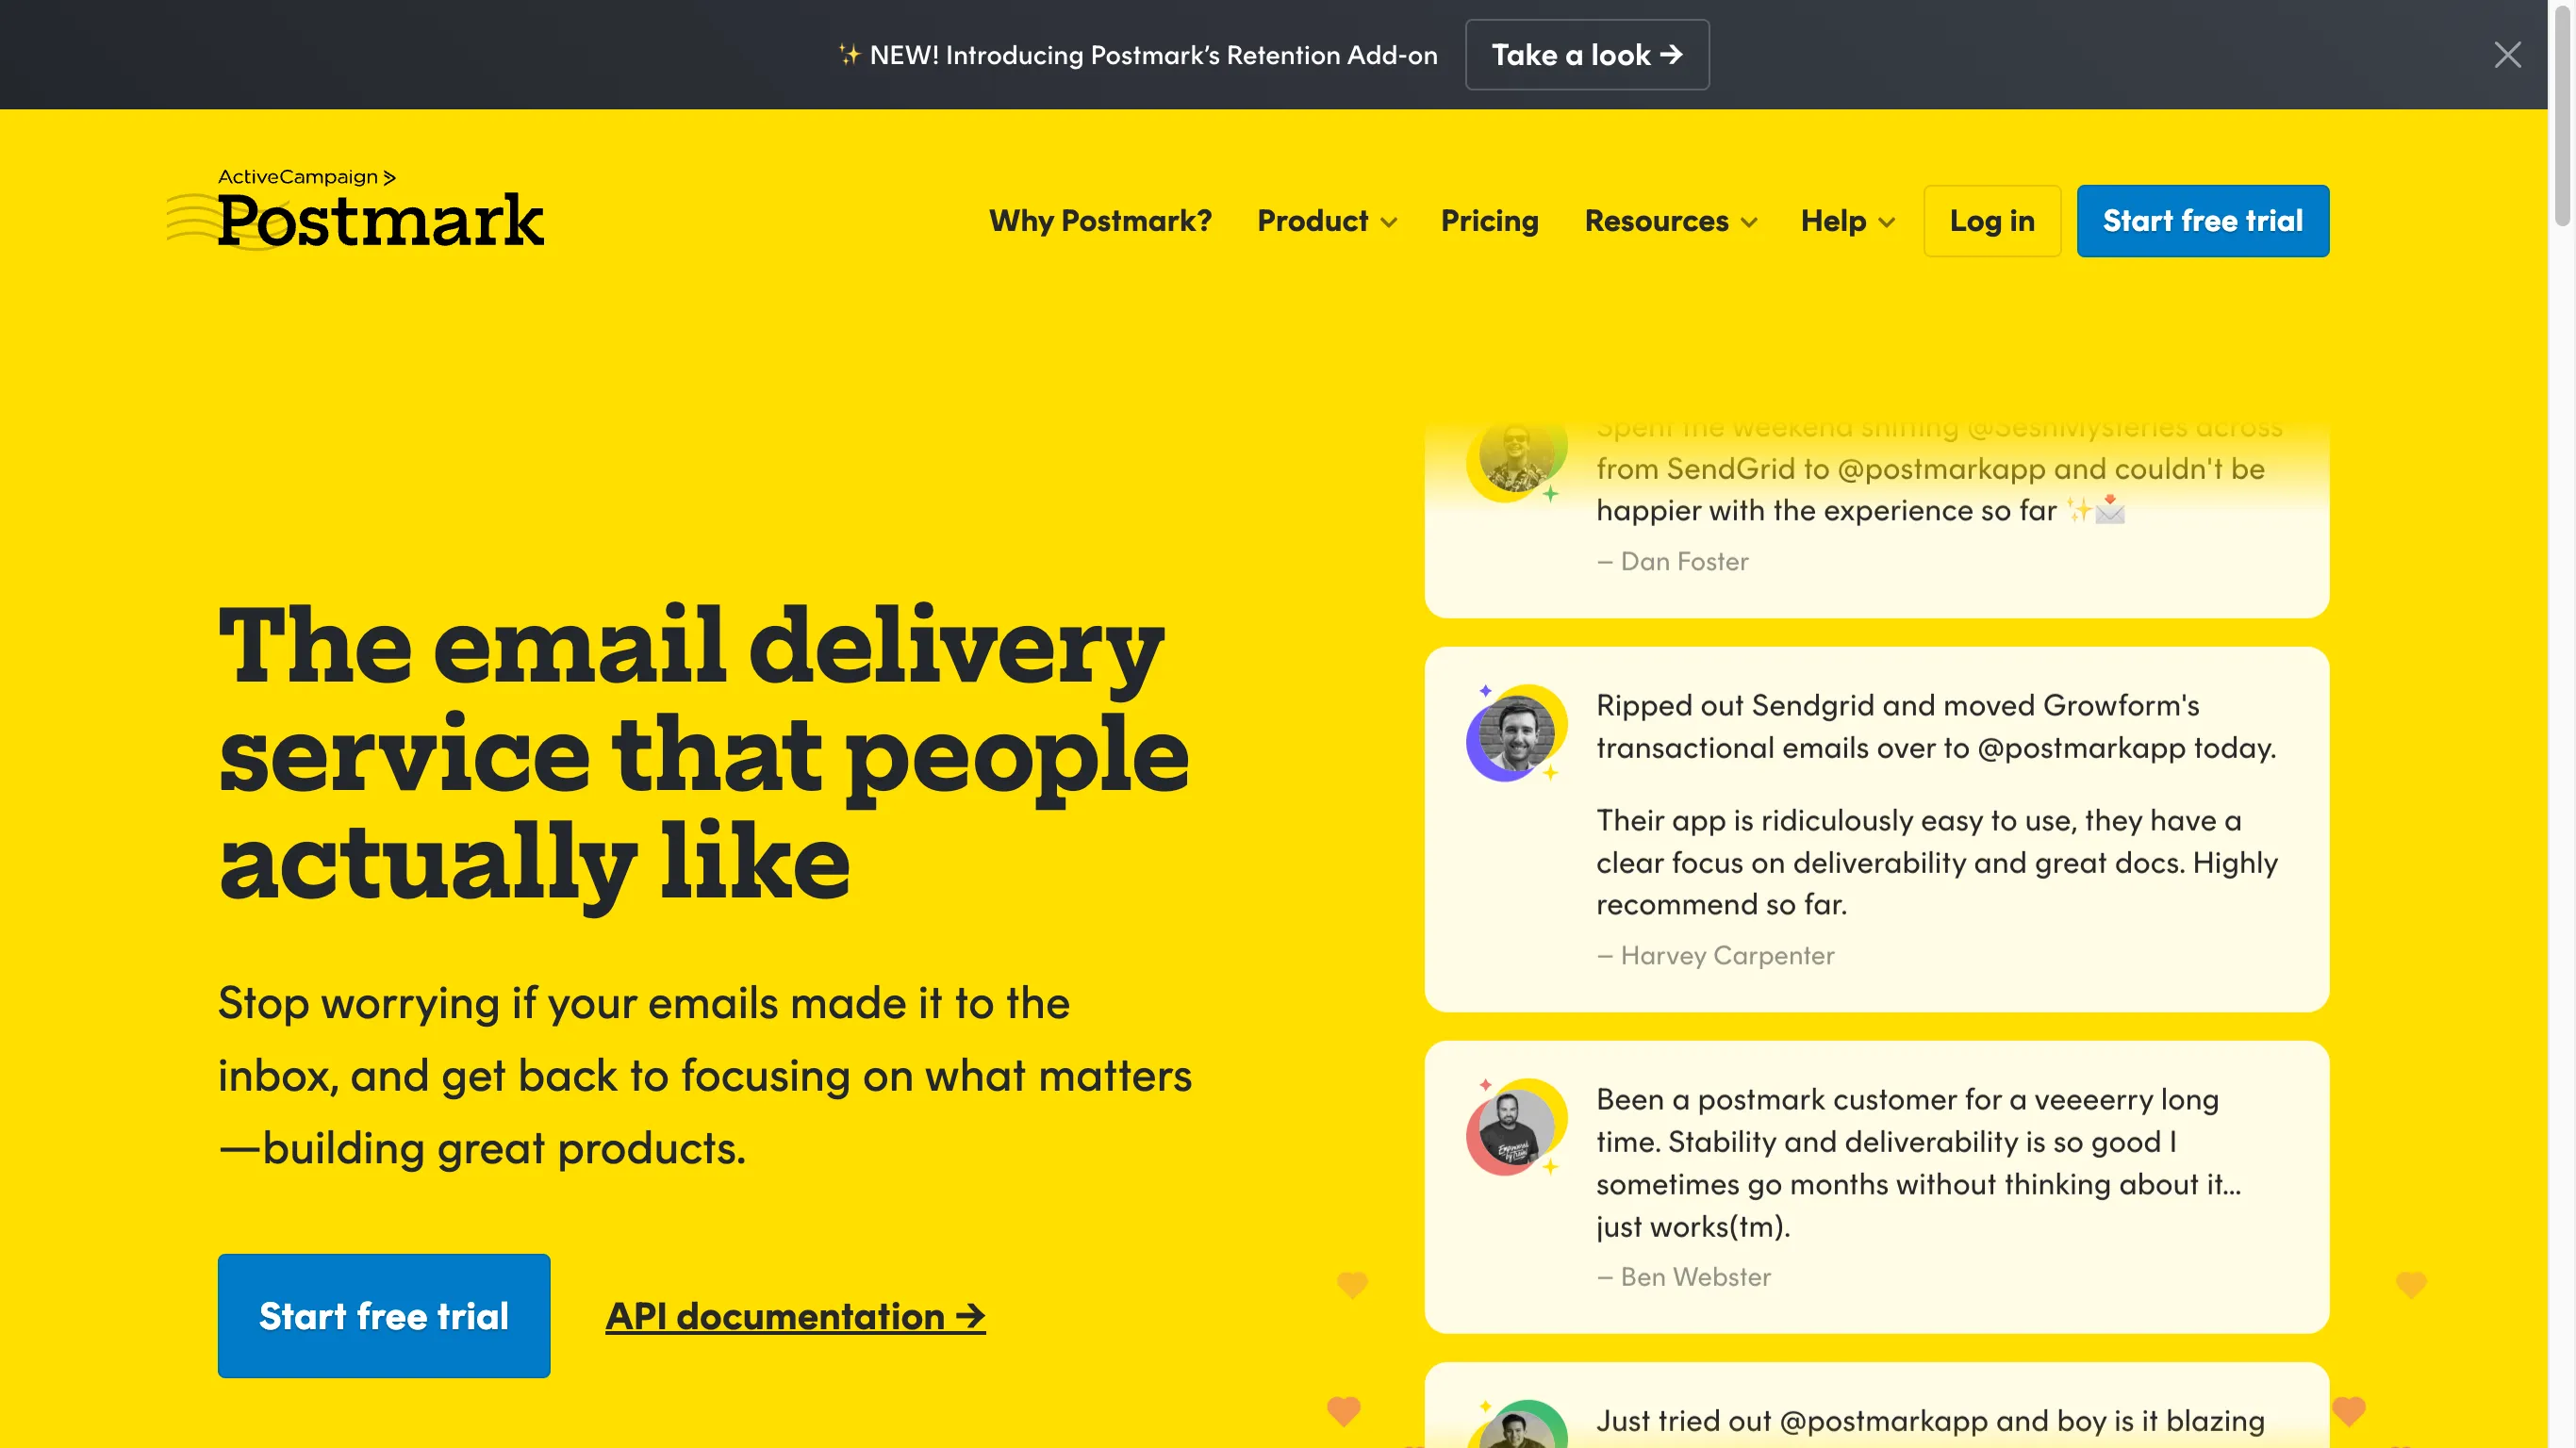 ✨ NEW! Introducing Postmark’s Retention Add-on
Take a look →
ActiveCampaign >
Postmark
Why Postmark?
Product
Pricing
Resources
Help
Log in
Start free trial
The email delivery
service that people
actually like
Stop worrying if your emails made it to the
inbox, and get back to focusing on what matters
—building great products.
Start free trial
API documentation →
Spent the weekend shifting @SeshMysteries across
from SendGrid to @postmarkapp and couldn't be
happier with the experience so far ✨📩
– Dan Foster
Ripped out Sendgrid and moved Growform's
transactional emails over to @postmarkapp today.
Their app is ridiculously easy to use, they have a
clear focus on deliverability and great docs. Highly
recommend so far.
– Harvey Carpenter
Been a postmark customer for a veeeerry long
time. Stability and deliverability is so good I
sometimes go months without thinking about it...
just works(tm).
– Ben Webster
Just tried out @postmarkapp and boy is it blazing